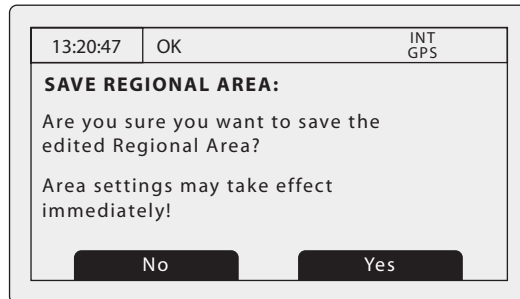 13:20:47
OK
INT
GPS
SAVE REGIONAL AREA:
Are you sure you want to save the
edited Regional Area?
Area settings may take effect
immediately!
No
Yes